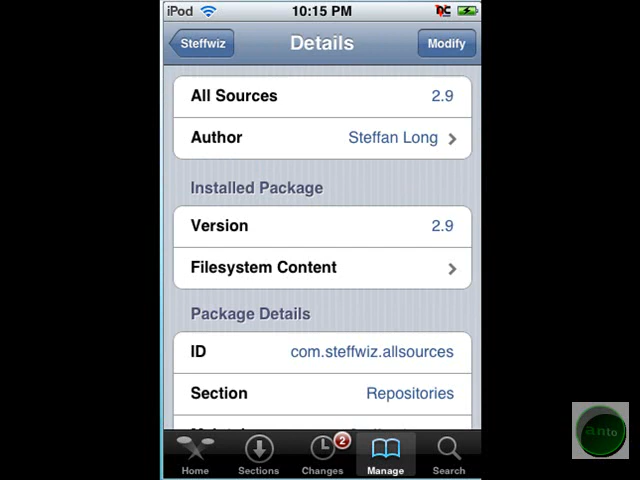 iPod 10:15 PM
Steffwiz Details Modify
All Sources 2.9
Author Steffan Long
Installed Package
Version 2.9
Filesystem Content
Package Details
ID com.steffwiz.allsources
Section Repositories
2
Home Sections Changes Manage Search
anto